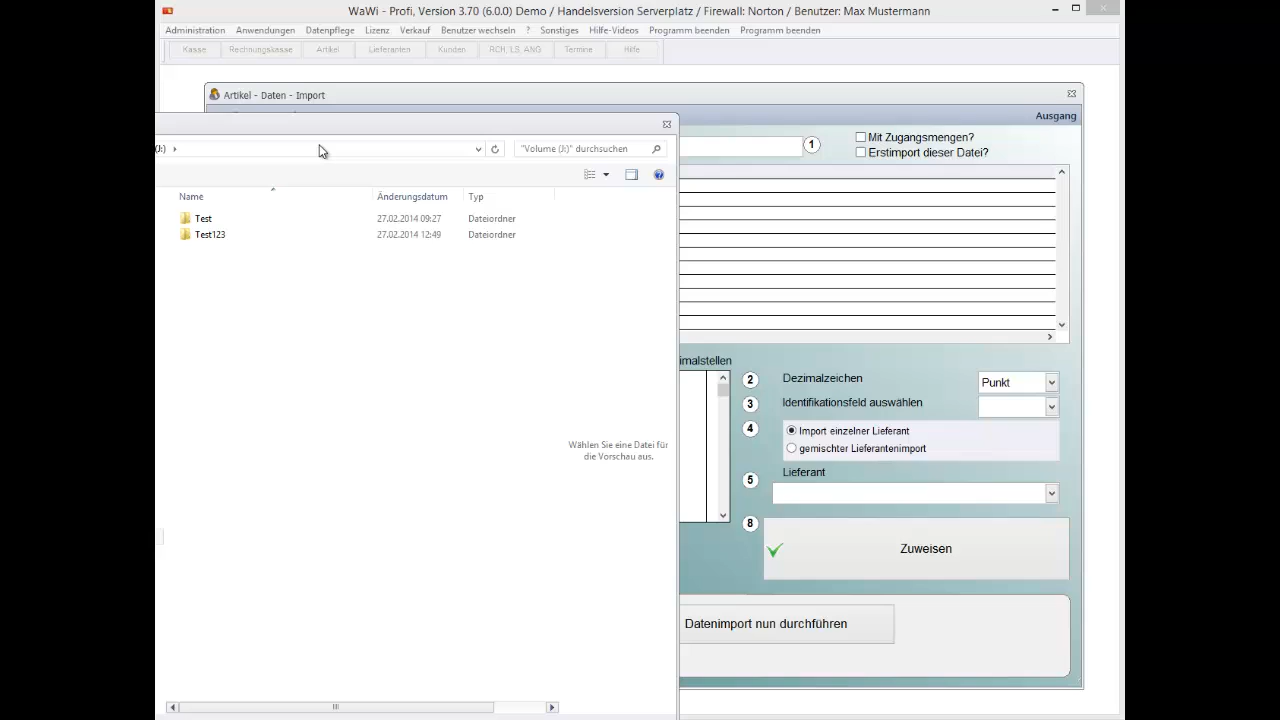 WaWi - Profi, Version 3.70 (6.0.0) Demo / Handelsversion Serverplatz / Firewall: Norton / Benutzer: Max Mustermann
Administration Anwendungen Datenpflege Lizenz Verkauf Benutzer wechseln ? Sonstiges Hilfe-Videos Programm beenden Programm beenden
Kasse Rechnungskasse Artikel Lieferanten Kunden RCH, LS, ANG Termine Hilfe
Artikel - Daten - Import
Ausgang
(J:)
"Volume (J:)" durchsuchen
1
Mit Zugangsmengen?
Erstimport dieser Datei?
Name Änderungsdatum Typ
Test 27.02.2014 09:27 Dateiordner
Test123 27.02.2014 12:49 Dateiordner
Wählen Sie eine Datei für
die Vorschau aus.
imalstellen
2 Dezimalzeichen Punkt
3 Identifikationsfeld auswählen
4 Import einzelner Lieferant
gemischter Lieferantenimport
Lieferant
5
8
Zuweisen
Datenimport nun durchführen